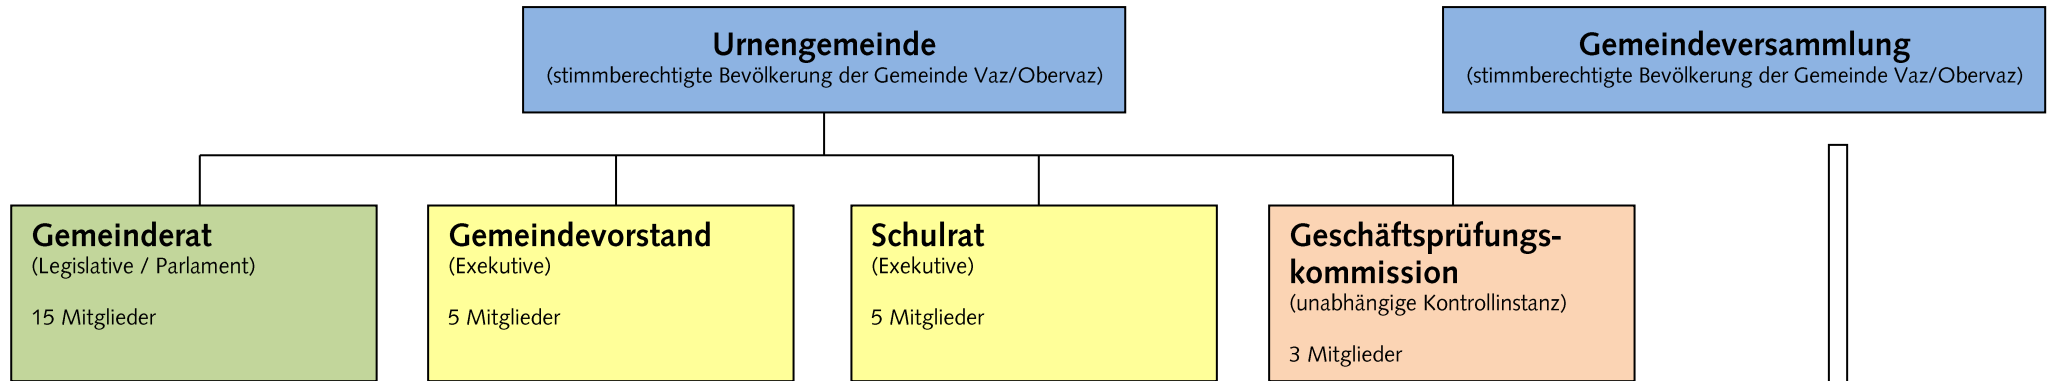 Urnengemeinde
(stimmberechtigte Bevölkerung der Gemeinde Vaz/Obervaz)
Gemeindeversammlung
(stimmberechtigte Bevölkerung der Gemeinde Vaz/Obervaz)
Gemeinderat
(Legislative / Parlament)
15 Mitglieder
Gemeindevorstand
(Exekutive)
5 Mitglieder
Schulrat
(Exekutive)
5 Mitglieder
Geschäftsprüfungs-
kommission
(unabhängige Kontrollinstanz)
3 Mitglieder